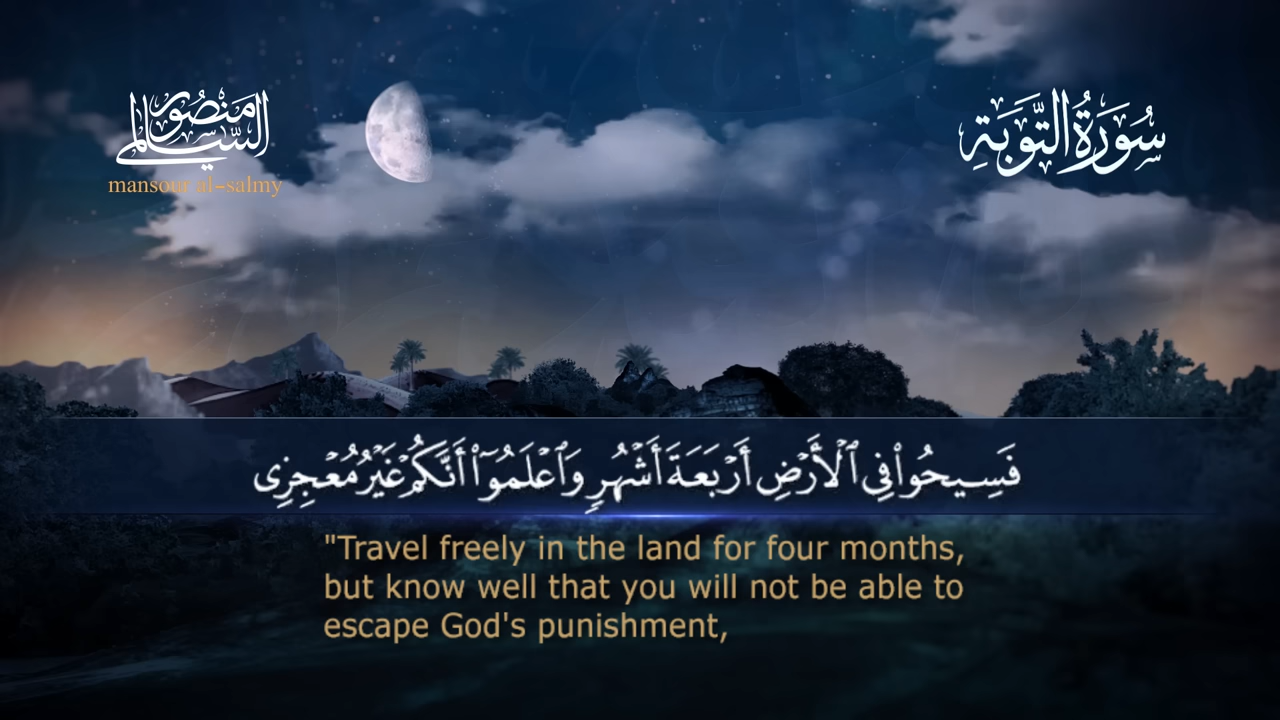 منصور السالمي
mansour al-salmy
سُورَةُ التَّوْبَةِ
فَسِيحُوا۟ فِى ٱلْأَرْضِ أَرْبَعَةَ أَشْهُرٍ وَٱعْلَمُوٓا۟ أَنَّكُمْ غَيْرُ مُعْجِزِى
"Travel freely in the land for four months,
but know well that you will not be able to
escape God's punishment,